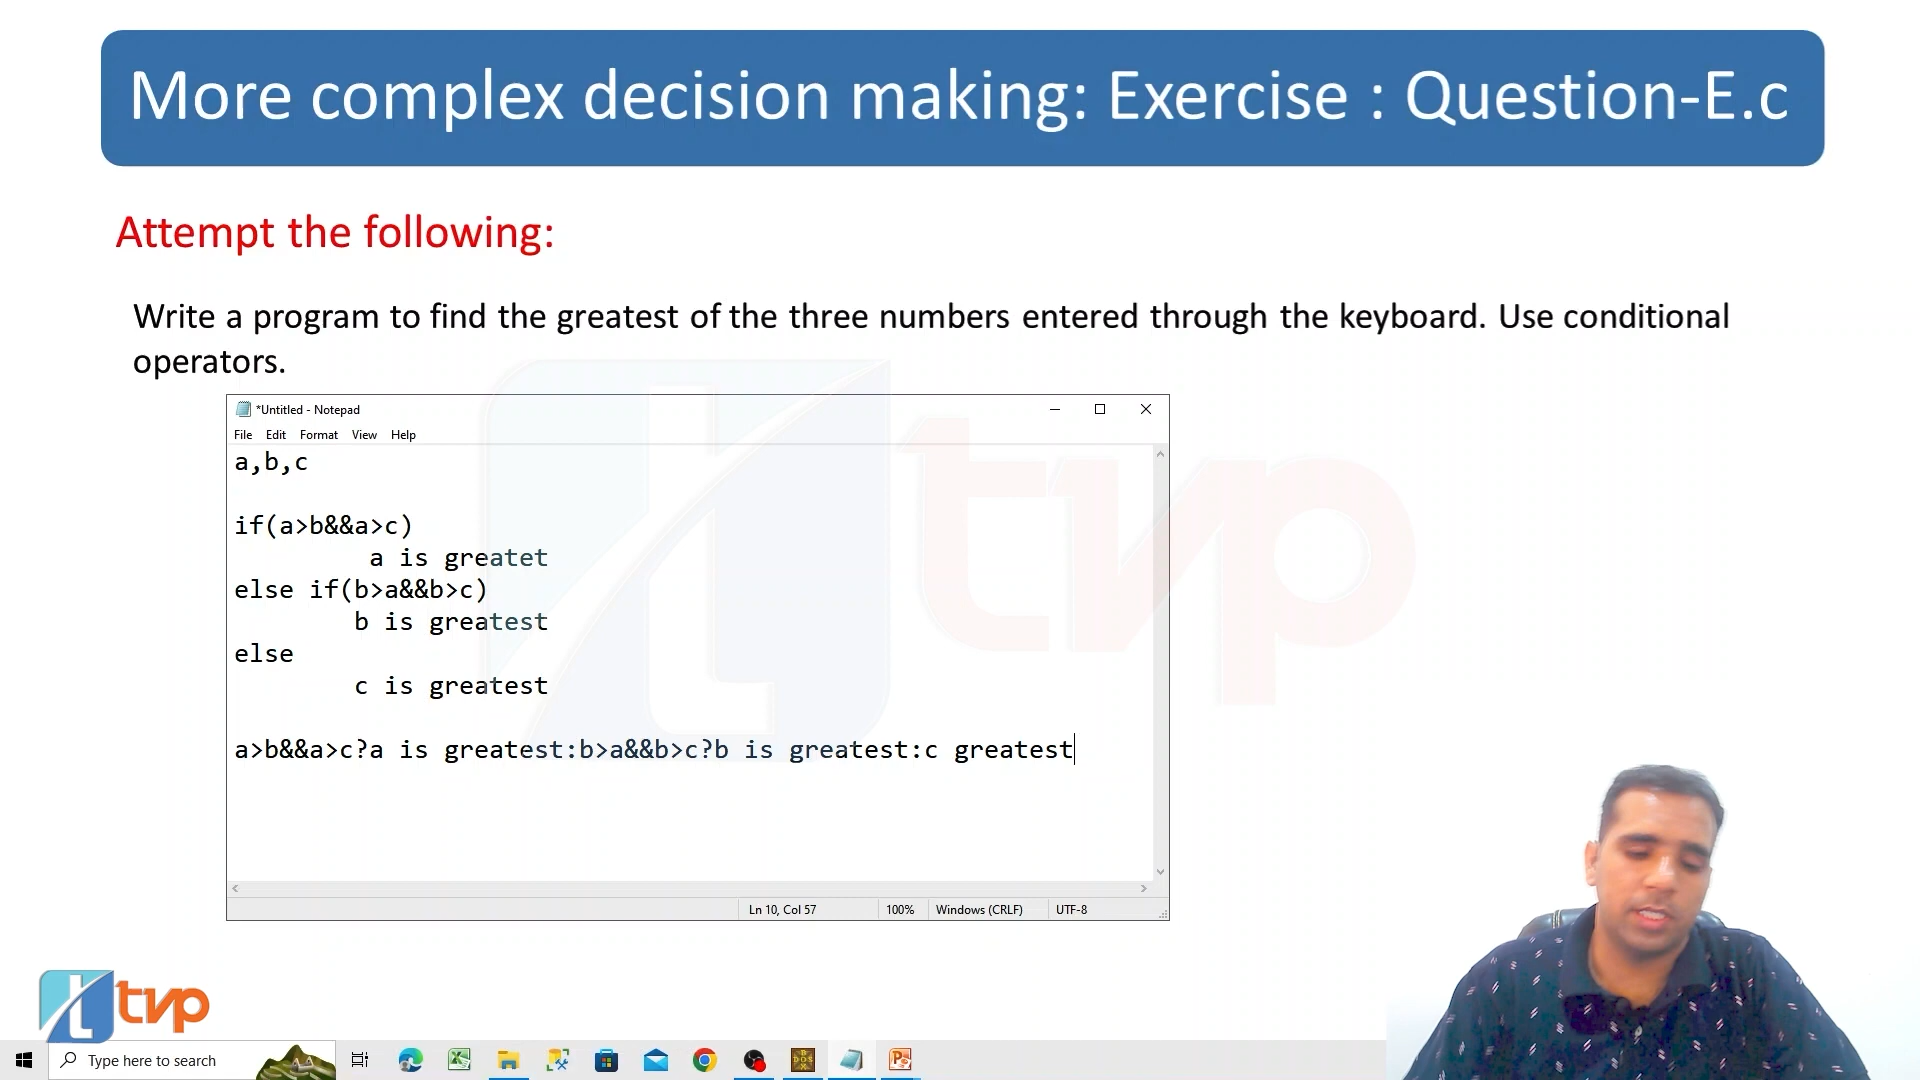 More complex decision making: Exercise : Question-E.c
Attempt the following:
Write a program to find the greatest of the three numbers entered through the keyboard. Use conditional
operators.
*Untitled - Notepad
File Edit Format View Help
a,b,c
if(a>b&&a>c)
a is greatet
else if(b>a&&b>c)
b is greatest
else
c is greatest
a>b&&a>c?a is greatest:b>a&&b>c?b is greatest:c greatest
Ln 10, Col 57 100% Windows (CRLF) UTF-8
tvp
tvp
Type here to search